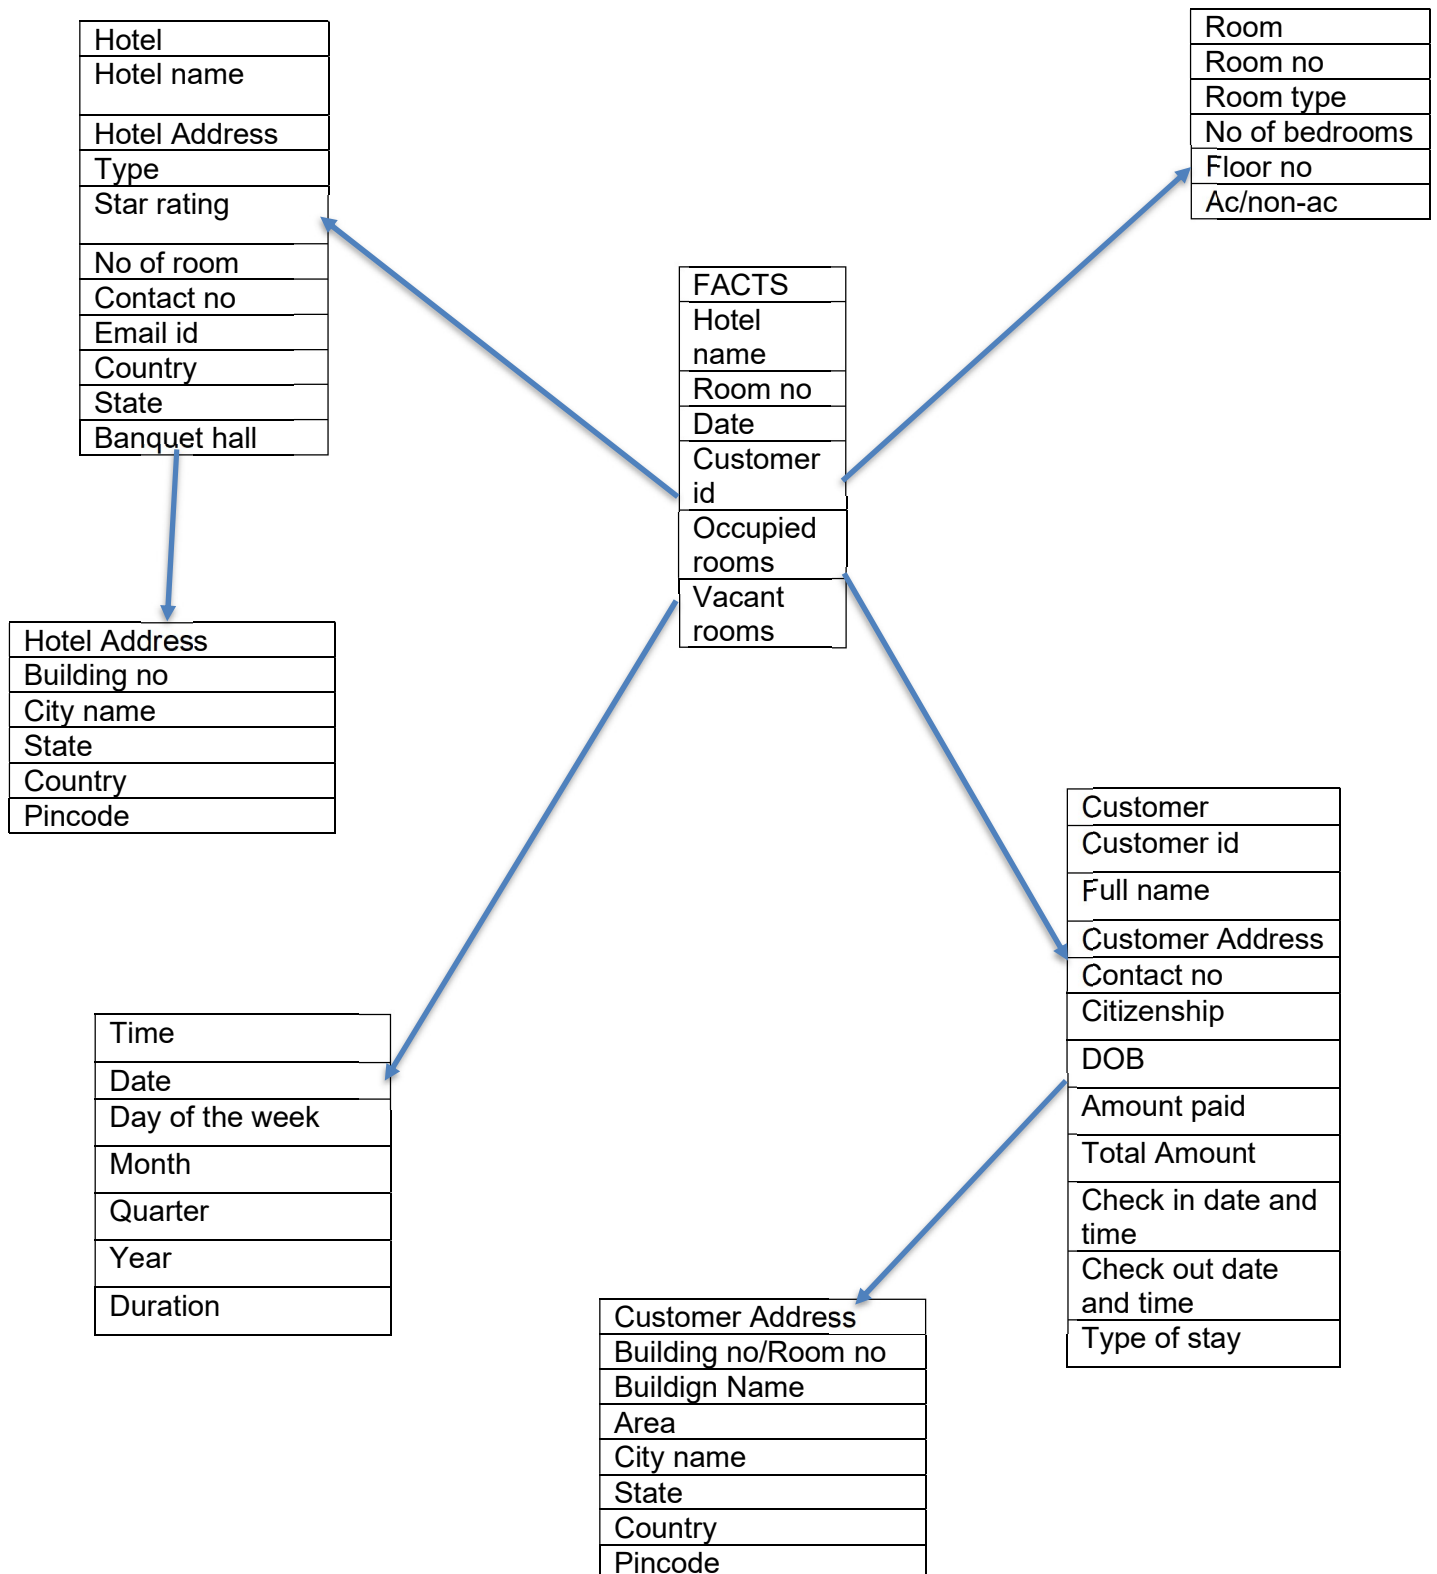 Hotel
Hotel name
Hotel Address
Type
Star rating
No of room
Contact no
Email id
Country
State
Banquet hall
Room
Room no
Room type
No of bedrooms
Floor no
Ac/non-ac
FACTS
Hotel
name
Room no
Date
Customer
id
Occupied
rooms
Vacant
rooms
Hotel Address
Building no
City name
State
Country
Pincode
Customer
Customer id
Full name
Customer Address
Contact no
Citizenship
DOB
Amount paid
Total Amount
Check in date and
time
Check out date
and time
Type of stay
Time
Date
Day of the week
Month
Quarter
Year
Duration
Customer Address
Building no/Room no
Buildign Name
Area
City name
State
Country
Pincode